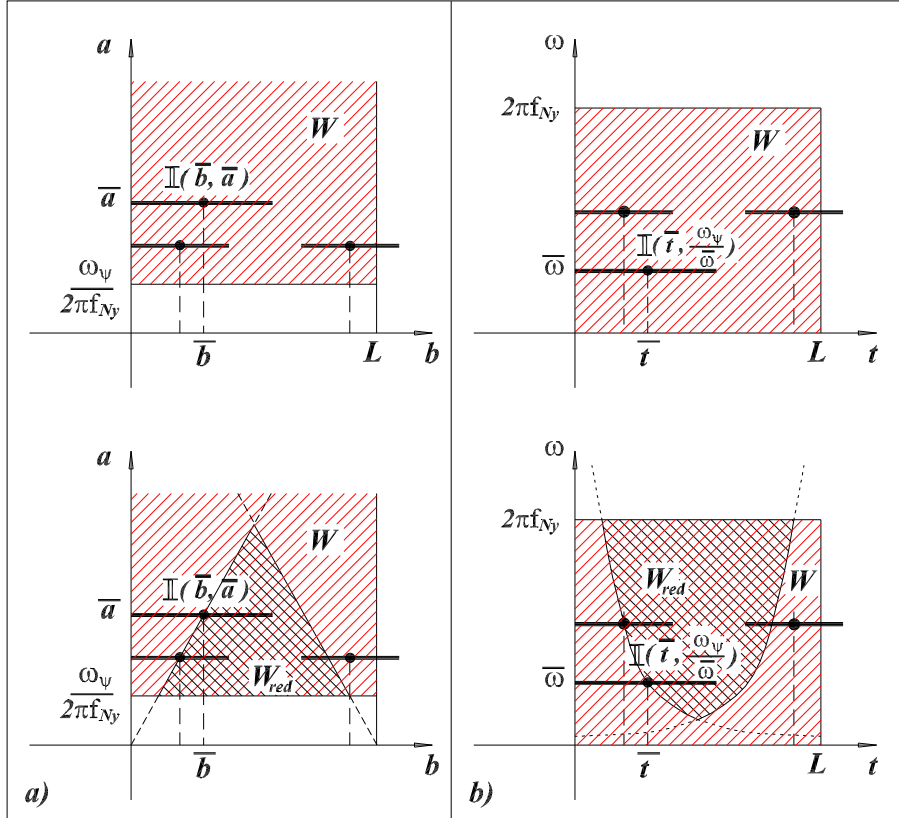 a
W
𝕀( b̅, a̅ )
a̅
ω_ψ
2πf_Ny
b̅
L
b
ω
2πf_Ny
W
𝕀( t̅, ω_ψ/ω̅ )
ω̅
t̅
L
t
a
W
𝕀( b̅, a̅ )
a̅
W_red
ω_ψ
2πf_Ny
b̅
b
a)
ω
2πf_Ny
W_red
W
𝕀( t̅, ω_ψ/ω̅ )
ω̅
t̅
L
t
b)